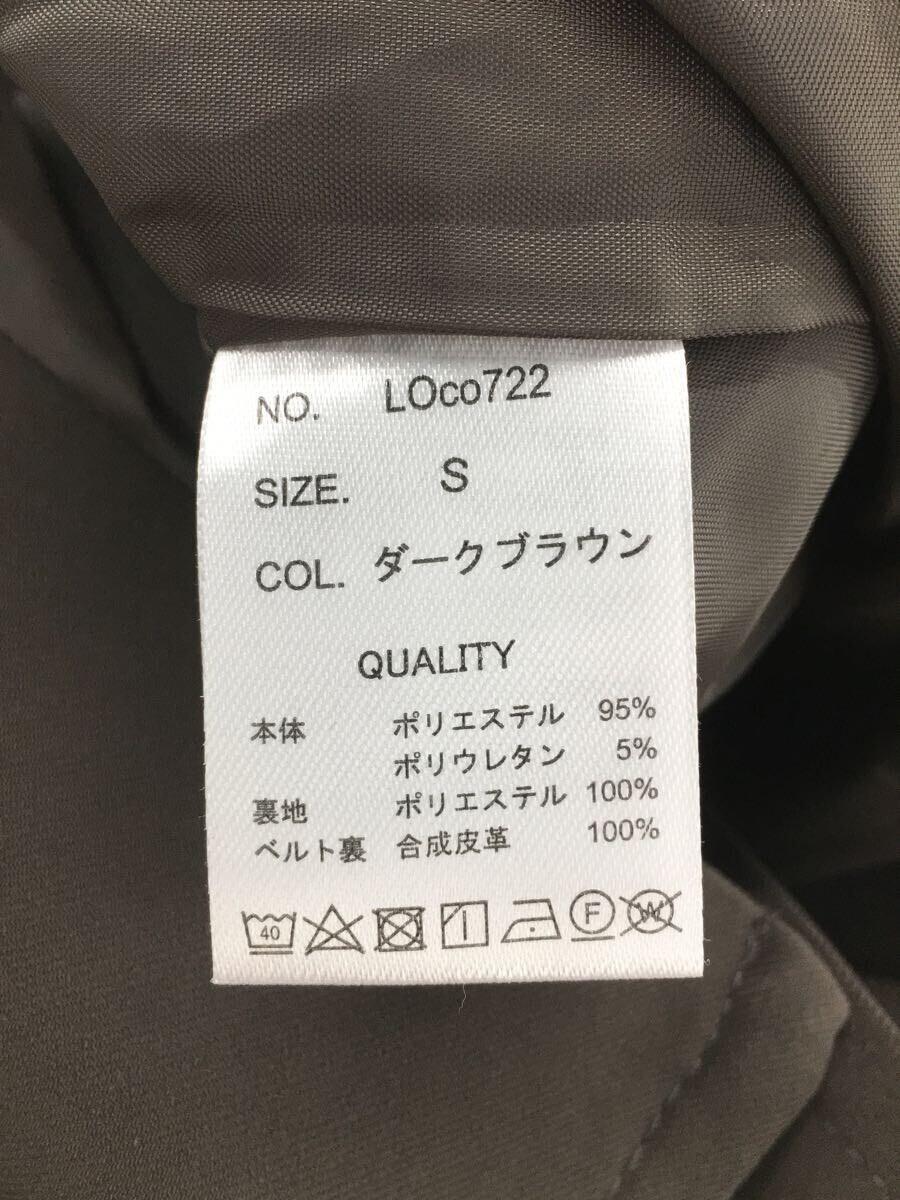 NO. LOco722
SIZE. S
COL. ダークブラウン
QUALITY
本体 ポリエステル 95%
ポリウレタン 5%
裏地 ポリエステル 100%
ベルト裏 合成皮革 100%
40 F W